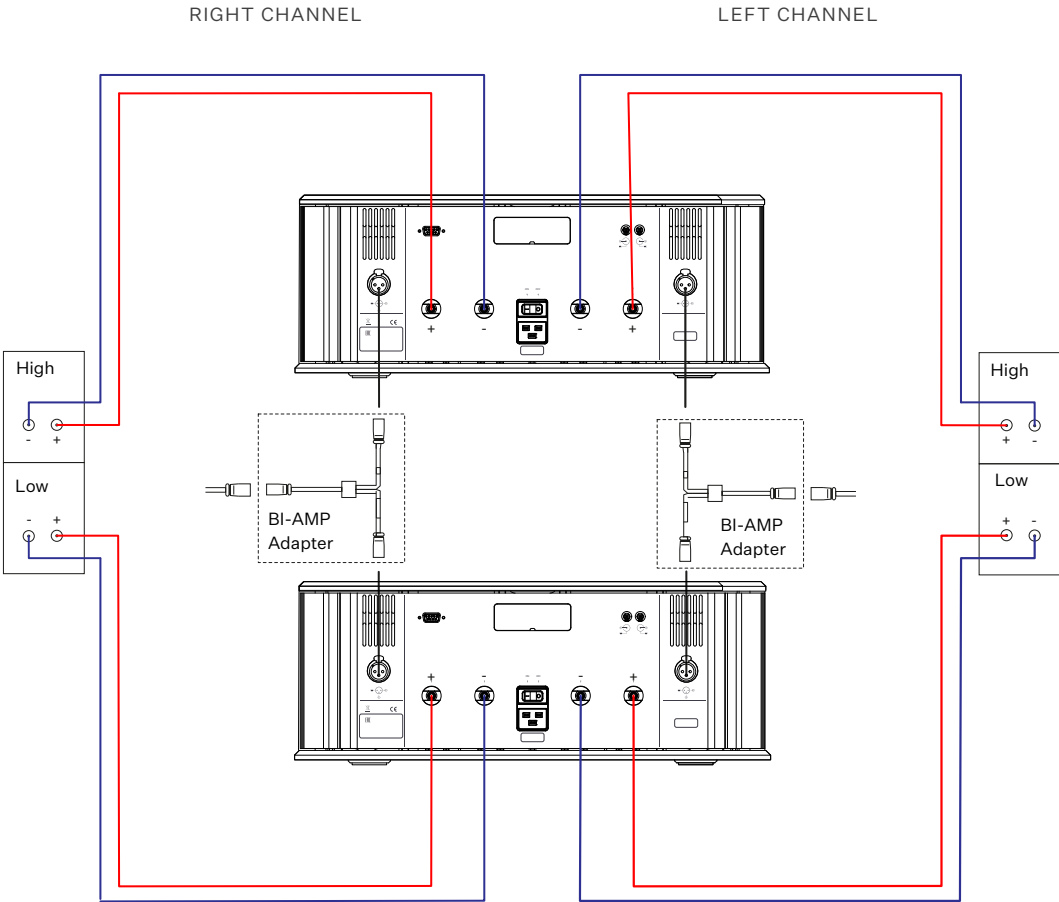 RIGHT CHANNEL
LEFT CHANNEL
+
-
-
+
CE
High
-
+
High
+
-
Low
-
+
Low
+
-
BI-AMP
Adapter
BI-AMP
Adapter
+
-
-
+
CE